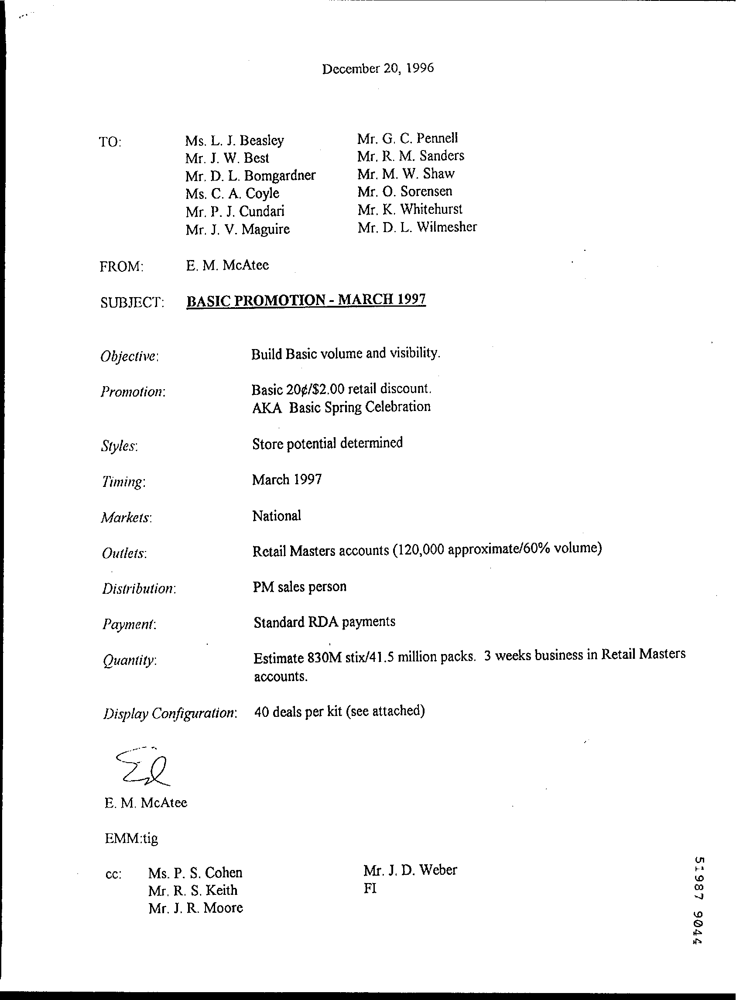 December 20, 1996
TO: Ms. L. J. Beasley Mr. G. C. Pennell
Mr. J. W. Best Mr. R. M. Sanders
Mr. D. L. Bomgardner Mr. M. W. Shaw
Ms. C. A. Coyle Mr. O. Sorensen
Mr. P. J. Cundari Mr. K. Whitehurst
Mr. J. V. Maguire Mr. D. L. Wilmesher
FROM: E. M. McAtee
SUBJECT: BASIC PROMOTION - MARCH 1997
Objective: Build Basic volume and visibility.
Promotion: Basic 20¢/$2.00 retail discount.
AKA Basic Spring Celebration
Styles: Store potential determined
Timing: March 1997
Markets: National
Outlets: Retail Masters accounts (120,000 approximate/60% volume)
Distribution: PM sales person
Payment: Standard RDA payments
Quantity: Estimate 830M stix/41.5 million packs. 3 weeks business in Retail Masters
accounts.
Display Configuration: 40 deals per kit (see attached)
Ed
E. M. McAtee
EMM:tig
cc: Ms. P. S. Cohen Mr. J. D. Weber
Mr. R. S. Keith FI
Mr. J. R. Moore
51987 9044